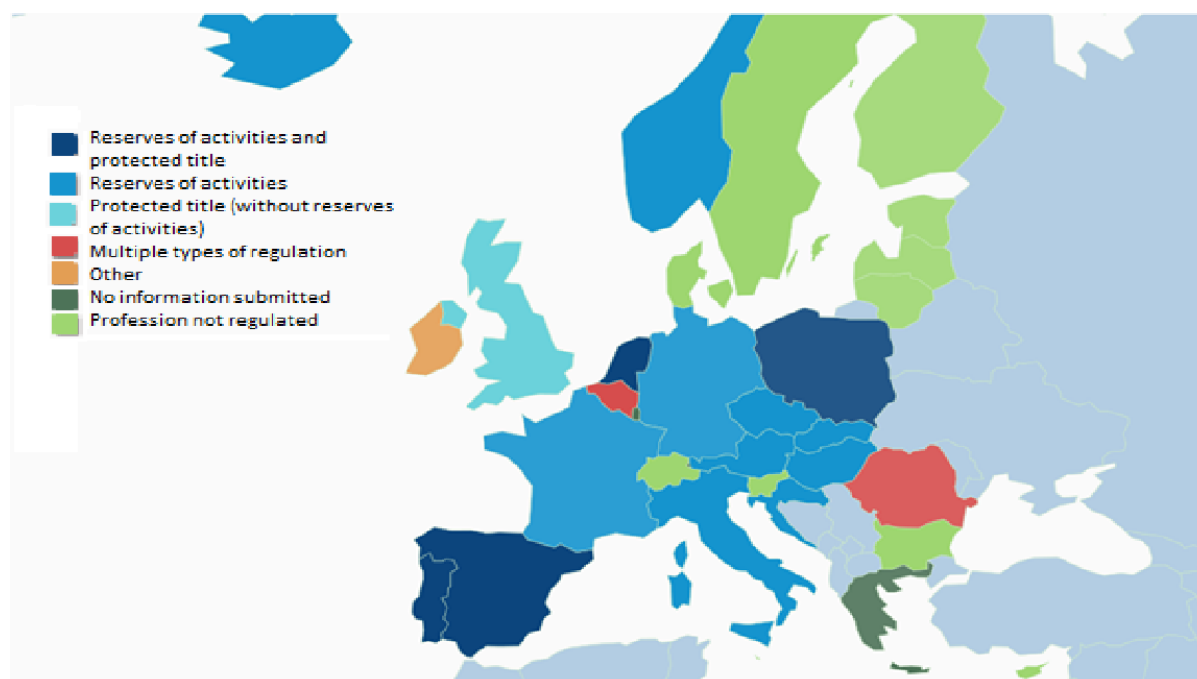 Reserves of activities and
protected title
Reserves of activities
Protected title (without reserves
of activities)
Multiple types of regulation
Other
No information submitted
Profession not regulated